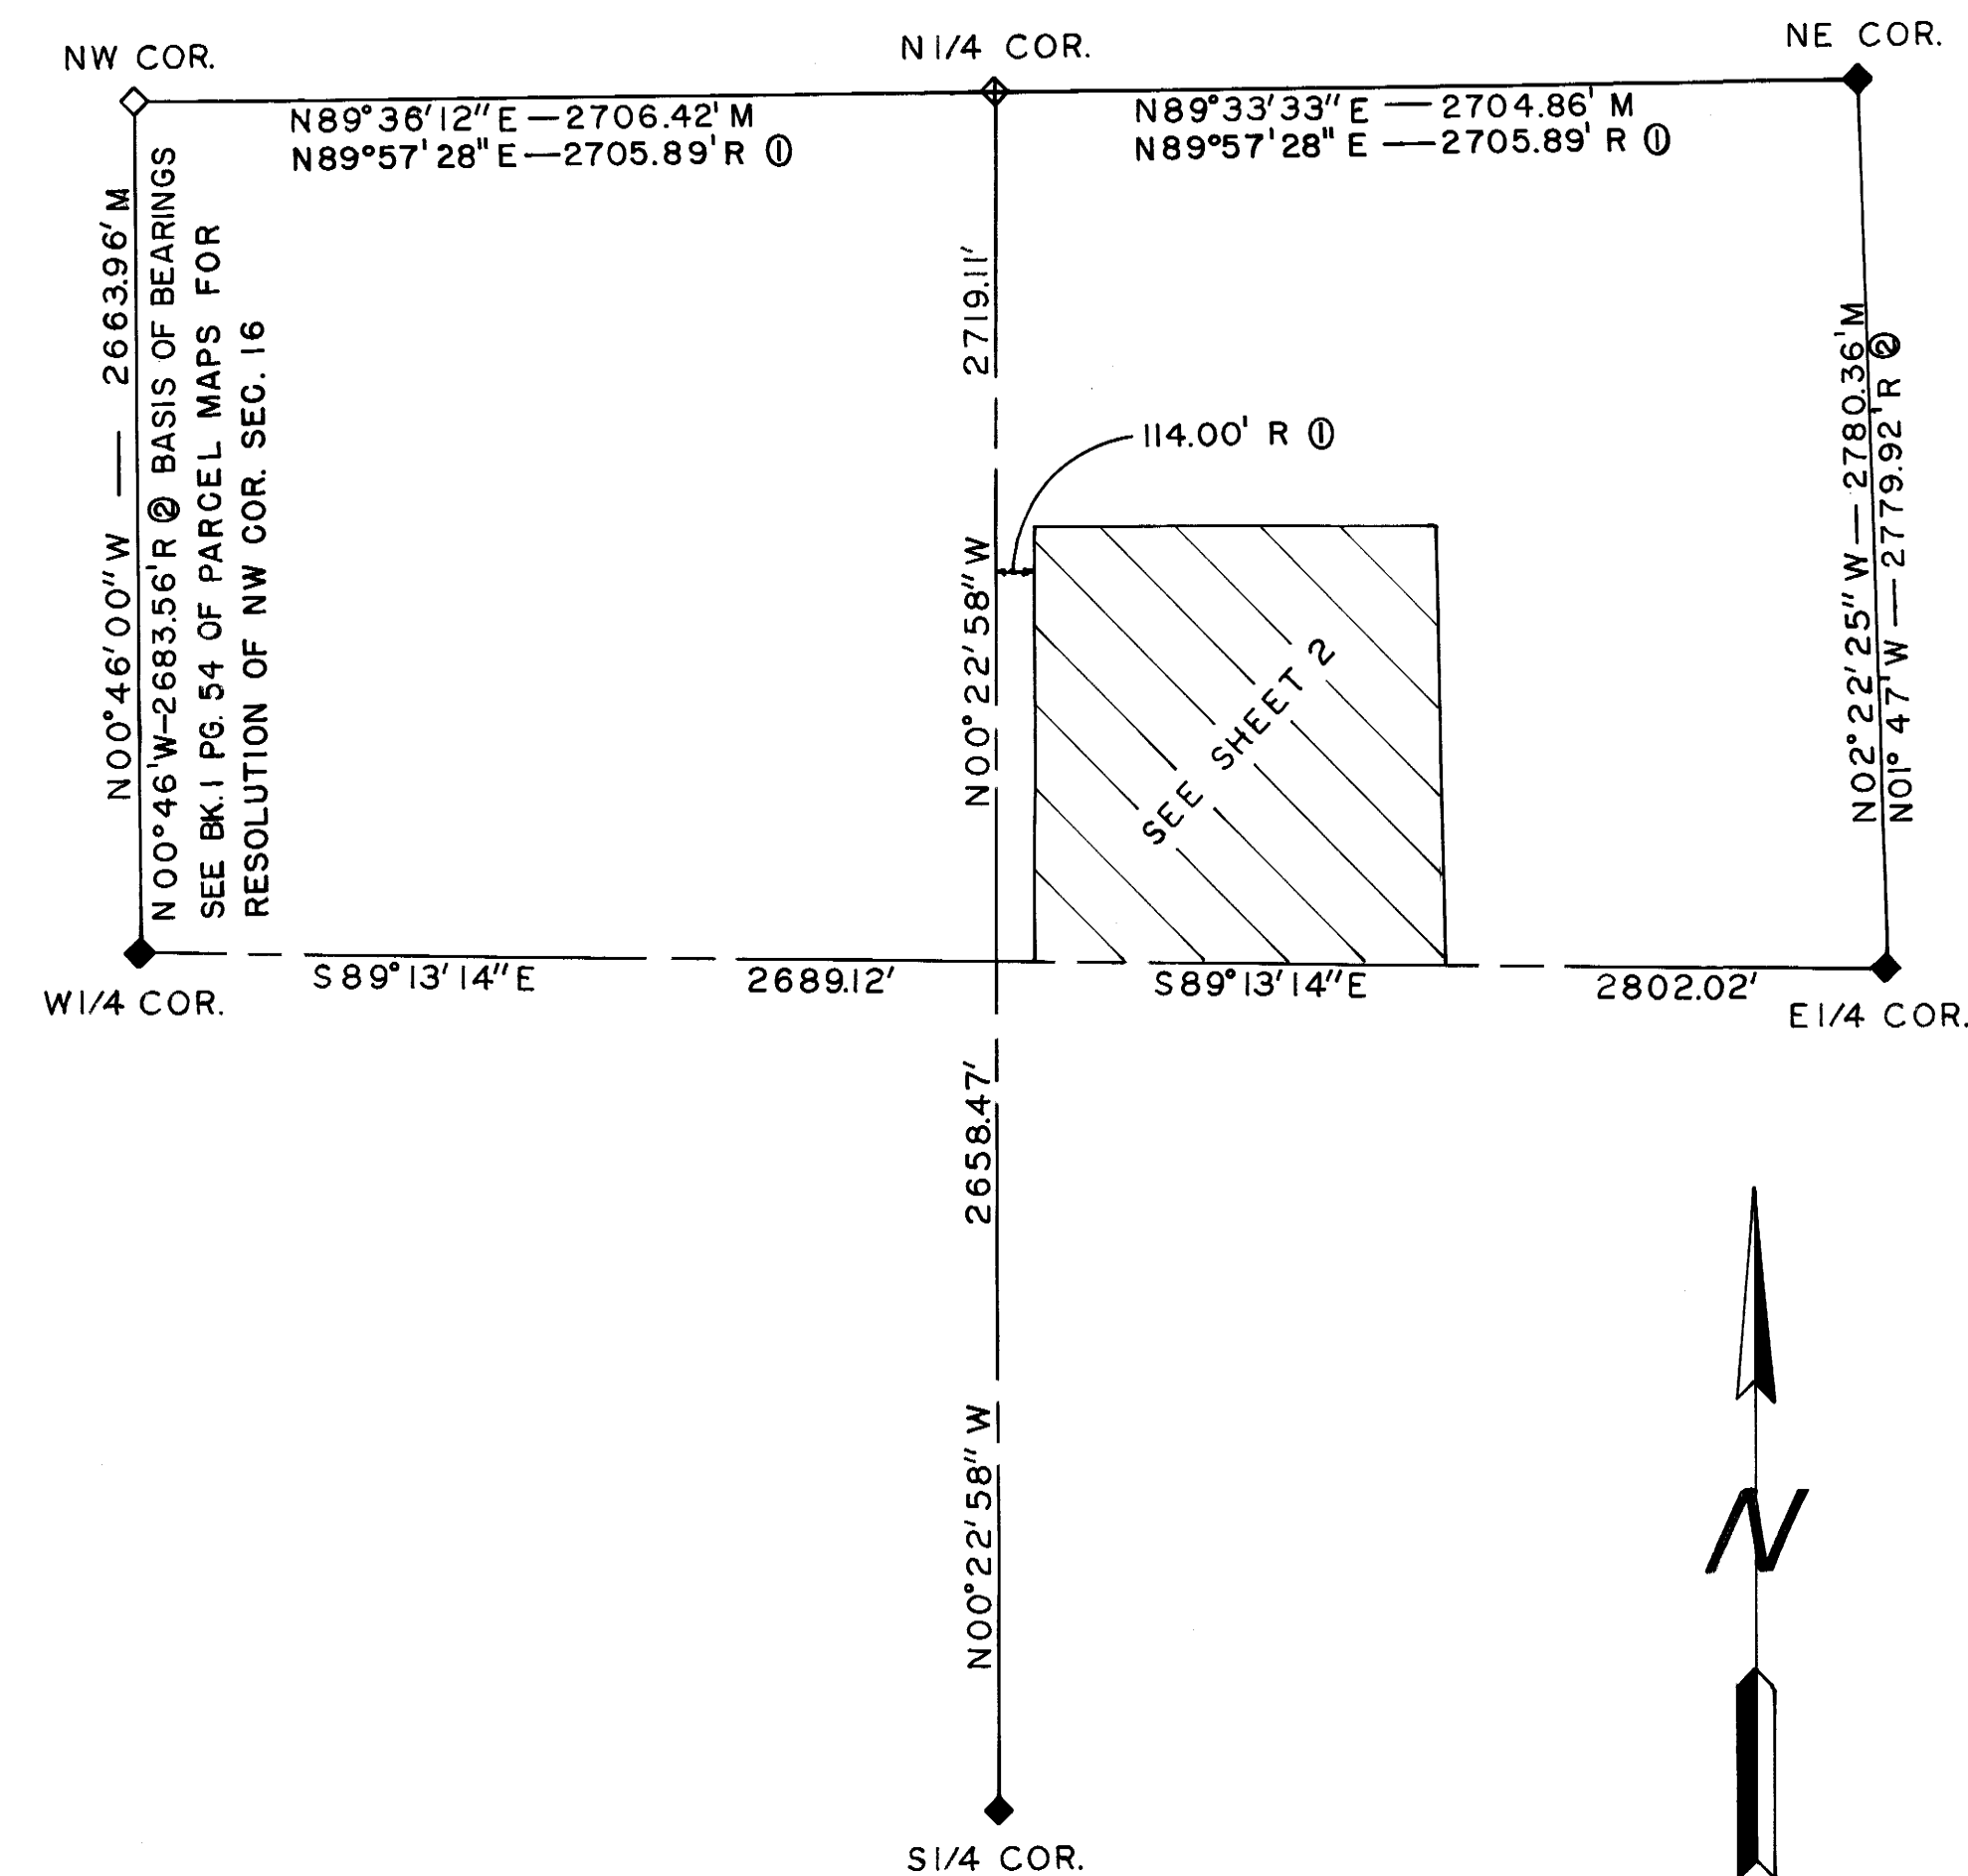 NW COR.
N 1/4 COR.
NE COR.
N89°36'12"E — 2706.42' M
N89°57'28"E — 2705.89' R ①
N89°33'33"E — 2704.86' M
N89°57'28"E — 2705.89' R ①
N00°46'00"W — 2663.96' M
N00°46'W-2683.56'R ② BASIS OF BEARINGS
SEE BK. 1 PG. 54 OF PARCEL MAPS FOR
RESOLUTION OF NW COR. SEC. 16
2719.11'
N00°22'58"W
114.00' R ①
SEE SHEET 2
N02°22'25"W — 2780.36' M
N01°47'W — 2779.92' R ②
W1/4 COR.
S89°13'14"E
2689.12'
S89°13'14"E
2802.02'
E1/4 COR.
2658.47'
N00°22'58"W
N
S1/4 COR.